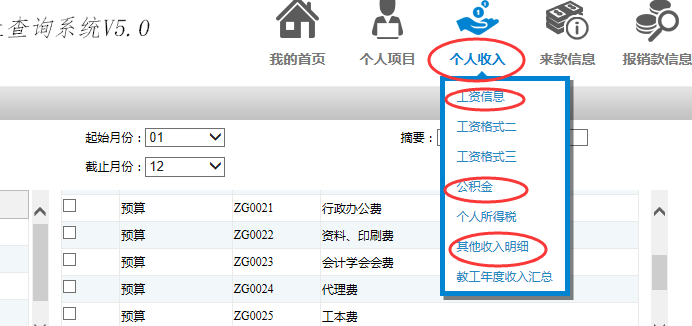 查询系统V5.0
我的首页 个人项目 个人收入 来款信息 报销款信息
工资信息
工资格式二
工资格式三
公积金
个人所得税
其他收入明细
教工年度收入汇总
起始月份： 01 摘要：
截止月份： 12
预算 ZG0021 行政办公费
预算 ZG0022 资料、印刷费
预算 ZG0023 会计学会会费
预算 ZG0024 代理费
预算 ZG0025 工本费